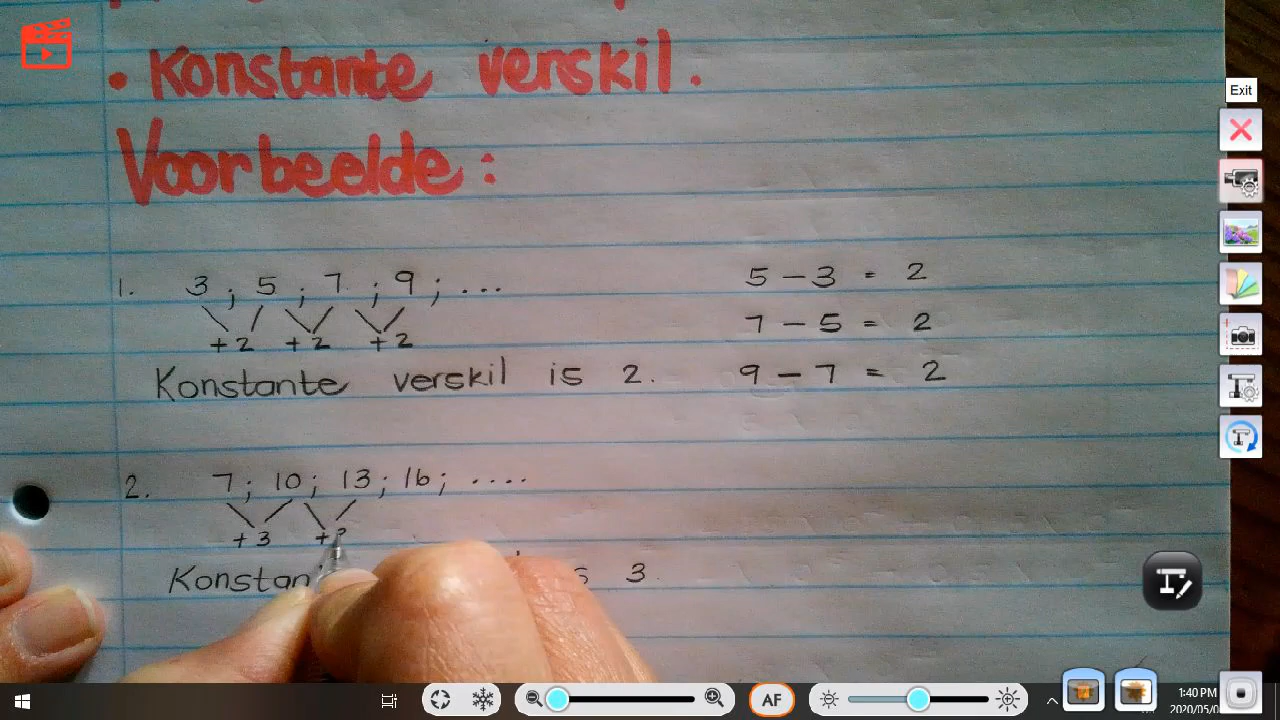 • Konstante verskil.
Voorbeelde:
1. 3 ; 5 ; 7 ; 9 ; ...
+2 +2 +2
Konstante verskil is 2.
5 - 3 = 2
7 - 5 = 2
9 - 7 = 2
2. 7 ; 10 ; 13 ; 16 ; ....
+3
3.
Exit
AF
1:40 PM